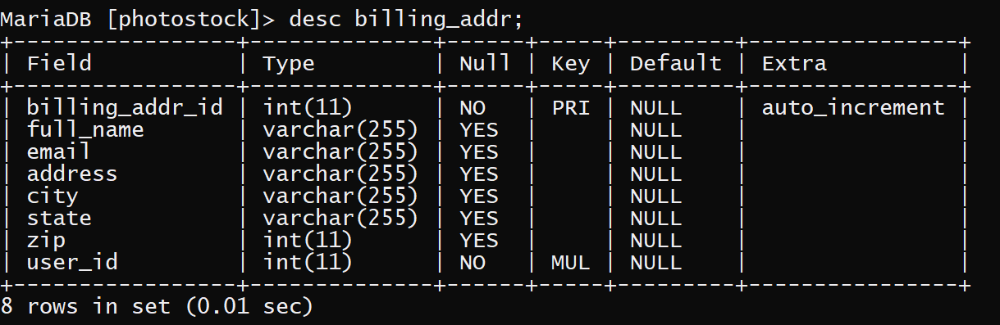 MariaDB [photostock]> desc billing_addr;
+-----------------+--------------+------+-----+---------+----------------+
| Field           | Type         | Null | Key | Default | Extra          |
+-----------------+--------------+------+-----+---------+----------------+
| billing_addr_id | int(11)      | NO   | PRI | NULL    | auto_increment |
| full_name       | varchar(255) | YES  |     | NULL    |                |
| email           | varchar(255) | YES  |     | NULL    |                |
| address         | varchar(255) | YES  |     | NULL    |                |
| city            | varchar(255) | YES  |     | NULL    |                |
| state           | varchar(255) | YES  |     | NULL    |                |
| zip             | int(11)      | YES  |     | NULL    |                |
| user_id         | int(11)      | NO   | MUL | NULL    |                |
+-----------------+--------------+------+-----+---------+----------------+
8 rows in set (0.01 sec)